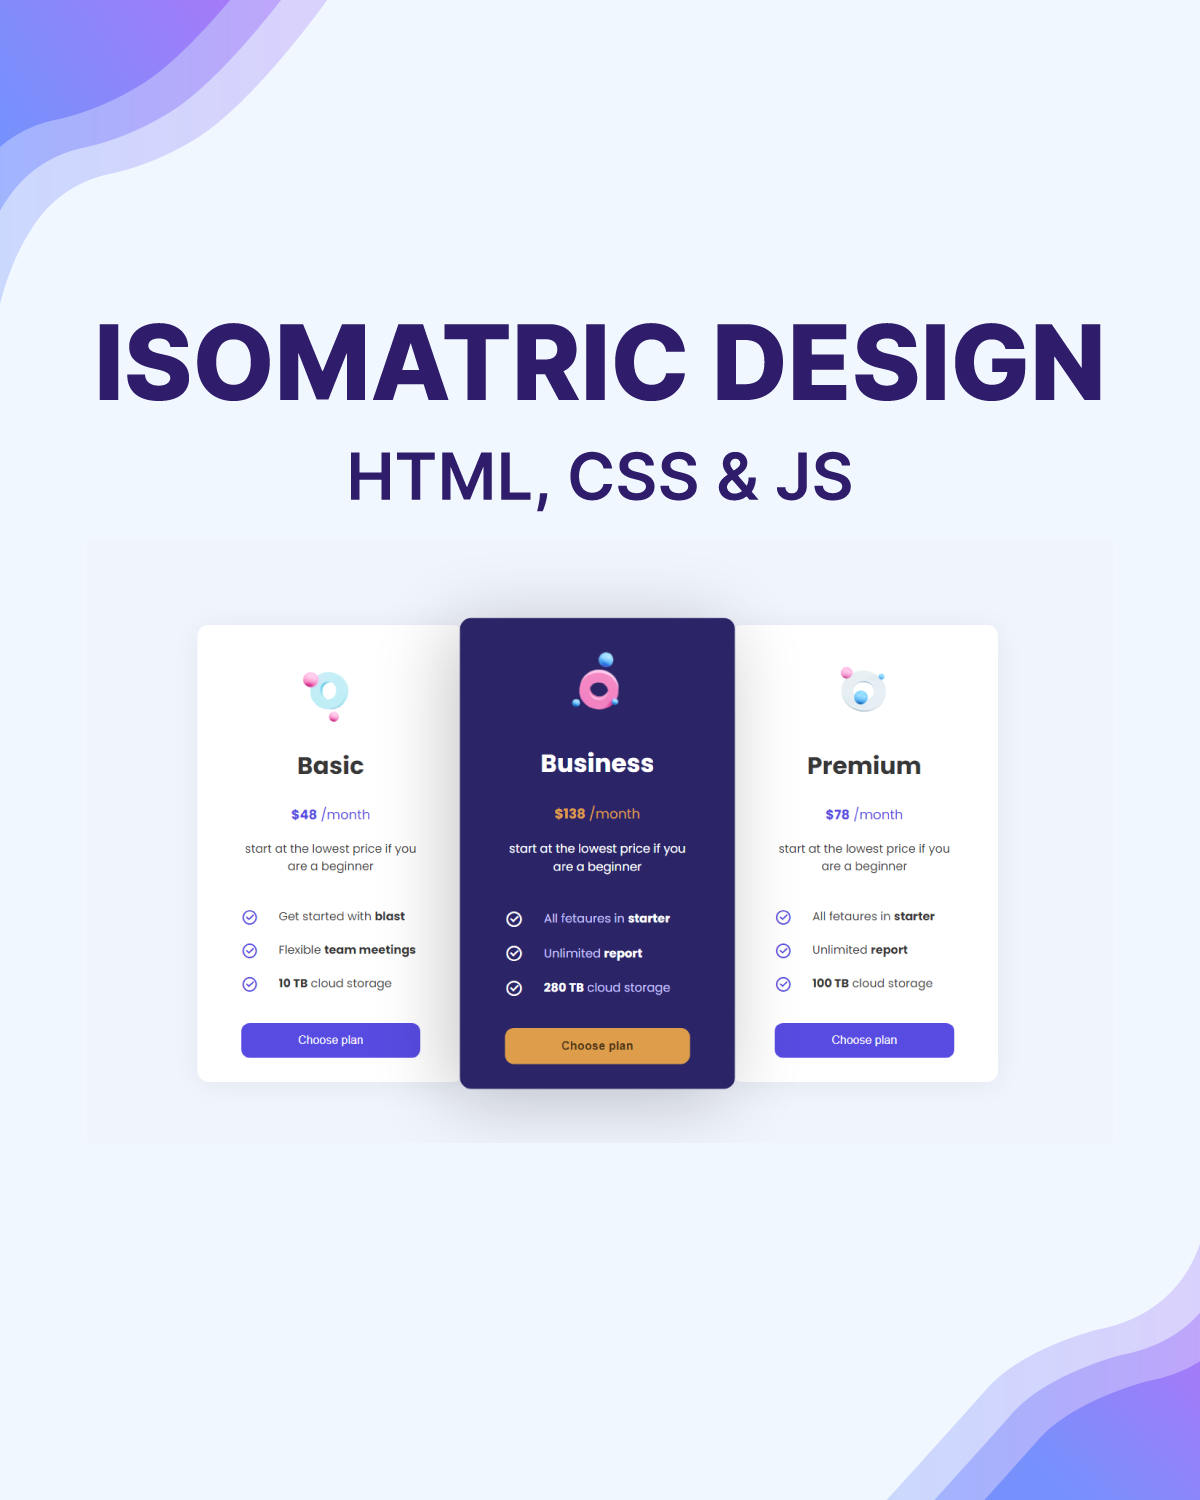 ISOMATRIC DESIGN
HTML, CSS & JS
Basic
$48 /month
start at the lowest price if you
are a beginner
Get started with blast
Flexible team meetings
10 TB cloud storage
Choose plan
Business
$138 /month
start at the lowest price if you
are a beginner
All fetaures in starter
Unlimited report
280 TB cloud storage
Choose plan
Premium
$78 /month
start at the lowest price if you
are a beginner
All fetaures in starter
Unlimited report
100 TB cloud storage
Choose plan